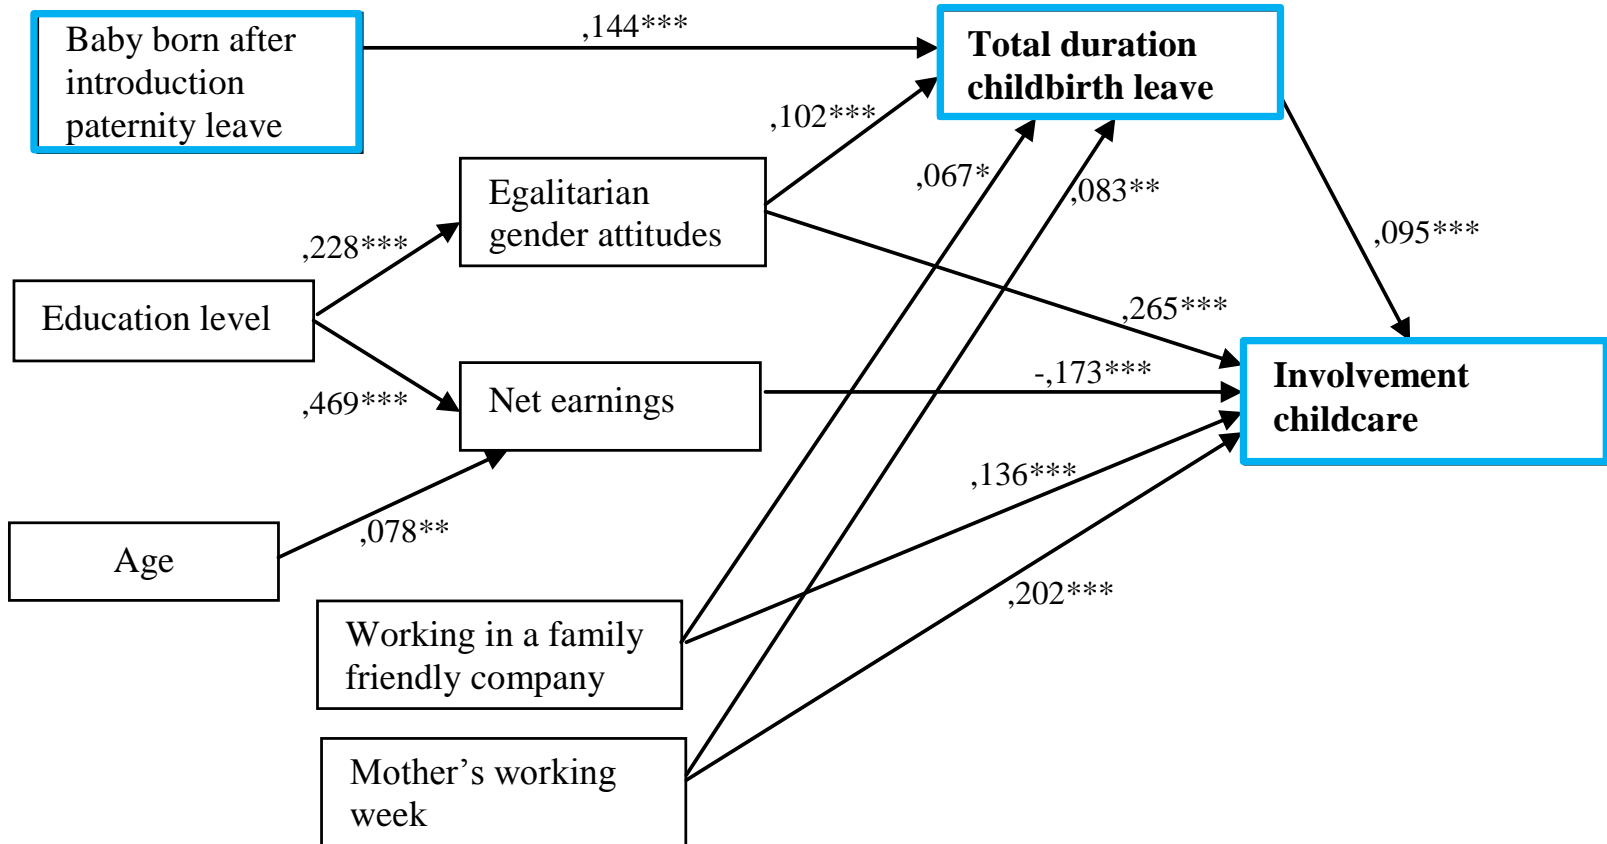 Baby born after
introduction
paternity leave
,144***
Total duration
childbirth leave
,102***
,067*
,083**
Egalitarian
gender attitudes
,228***
,095***
Education level
,265***
,469***
Net earnings
-,173***
Involvement
childcare
,136***
Age
,078**
,202***
Working in a family
friendly company
Mother’s working
week